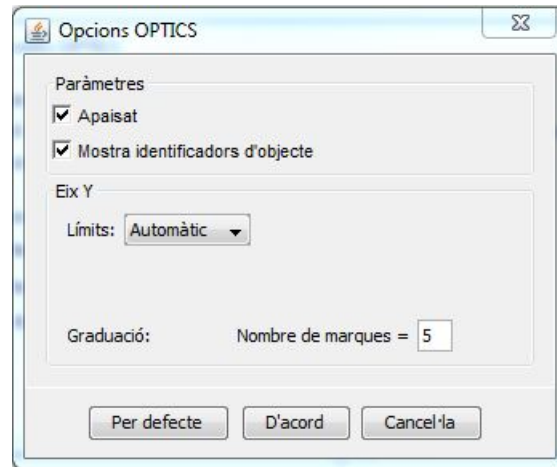 Opcions OPTICS
Paràmetres
Apaisat
Mostra identificadors d'objecte
Eix Y
Límits: Automàtic
Graduació: Nombre de marques = 5
Per defecte D'acord Cancel·la